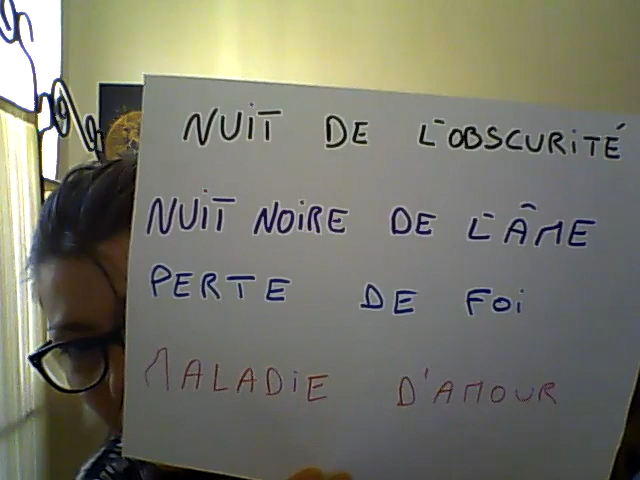 NUIT DE L'OBSCURITÉ
NUIT NOIRE DE L'ÂME
PERTE DE FOI
MALADIE D'AMOUR